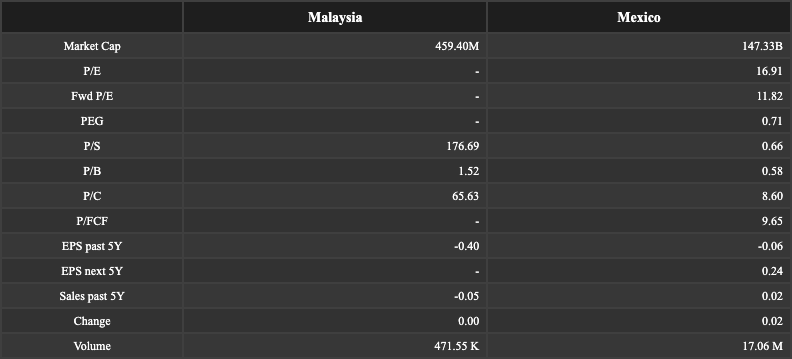 Malaysia Mexico
Market Cap 459.40M 147.33B
P/E - 16.91
Fwd P/E - 11.82
PEG - 0.71
P/S 176.69 0.66
P/B 1.52 0.58
P/C 65.63 8.60
P/FCF - 9.65
EPS past 5Y -0.40 -0.06
EPS next 5Y - 0.24
Sales past 5Y -0.05 0.02
Change 0.00 0.02
Volume 471.55 K 17.06 M